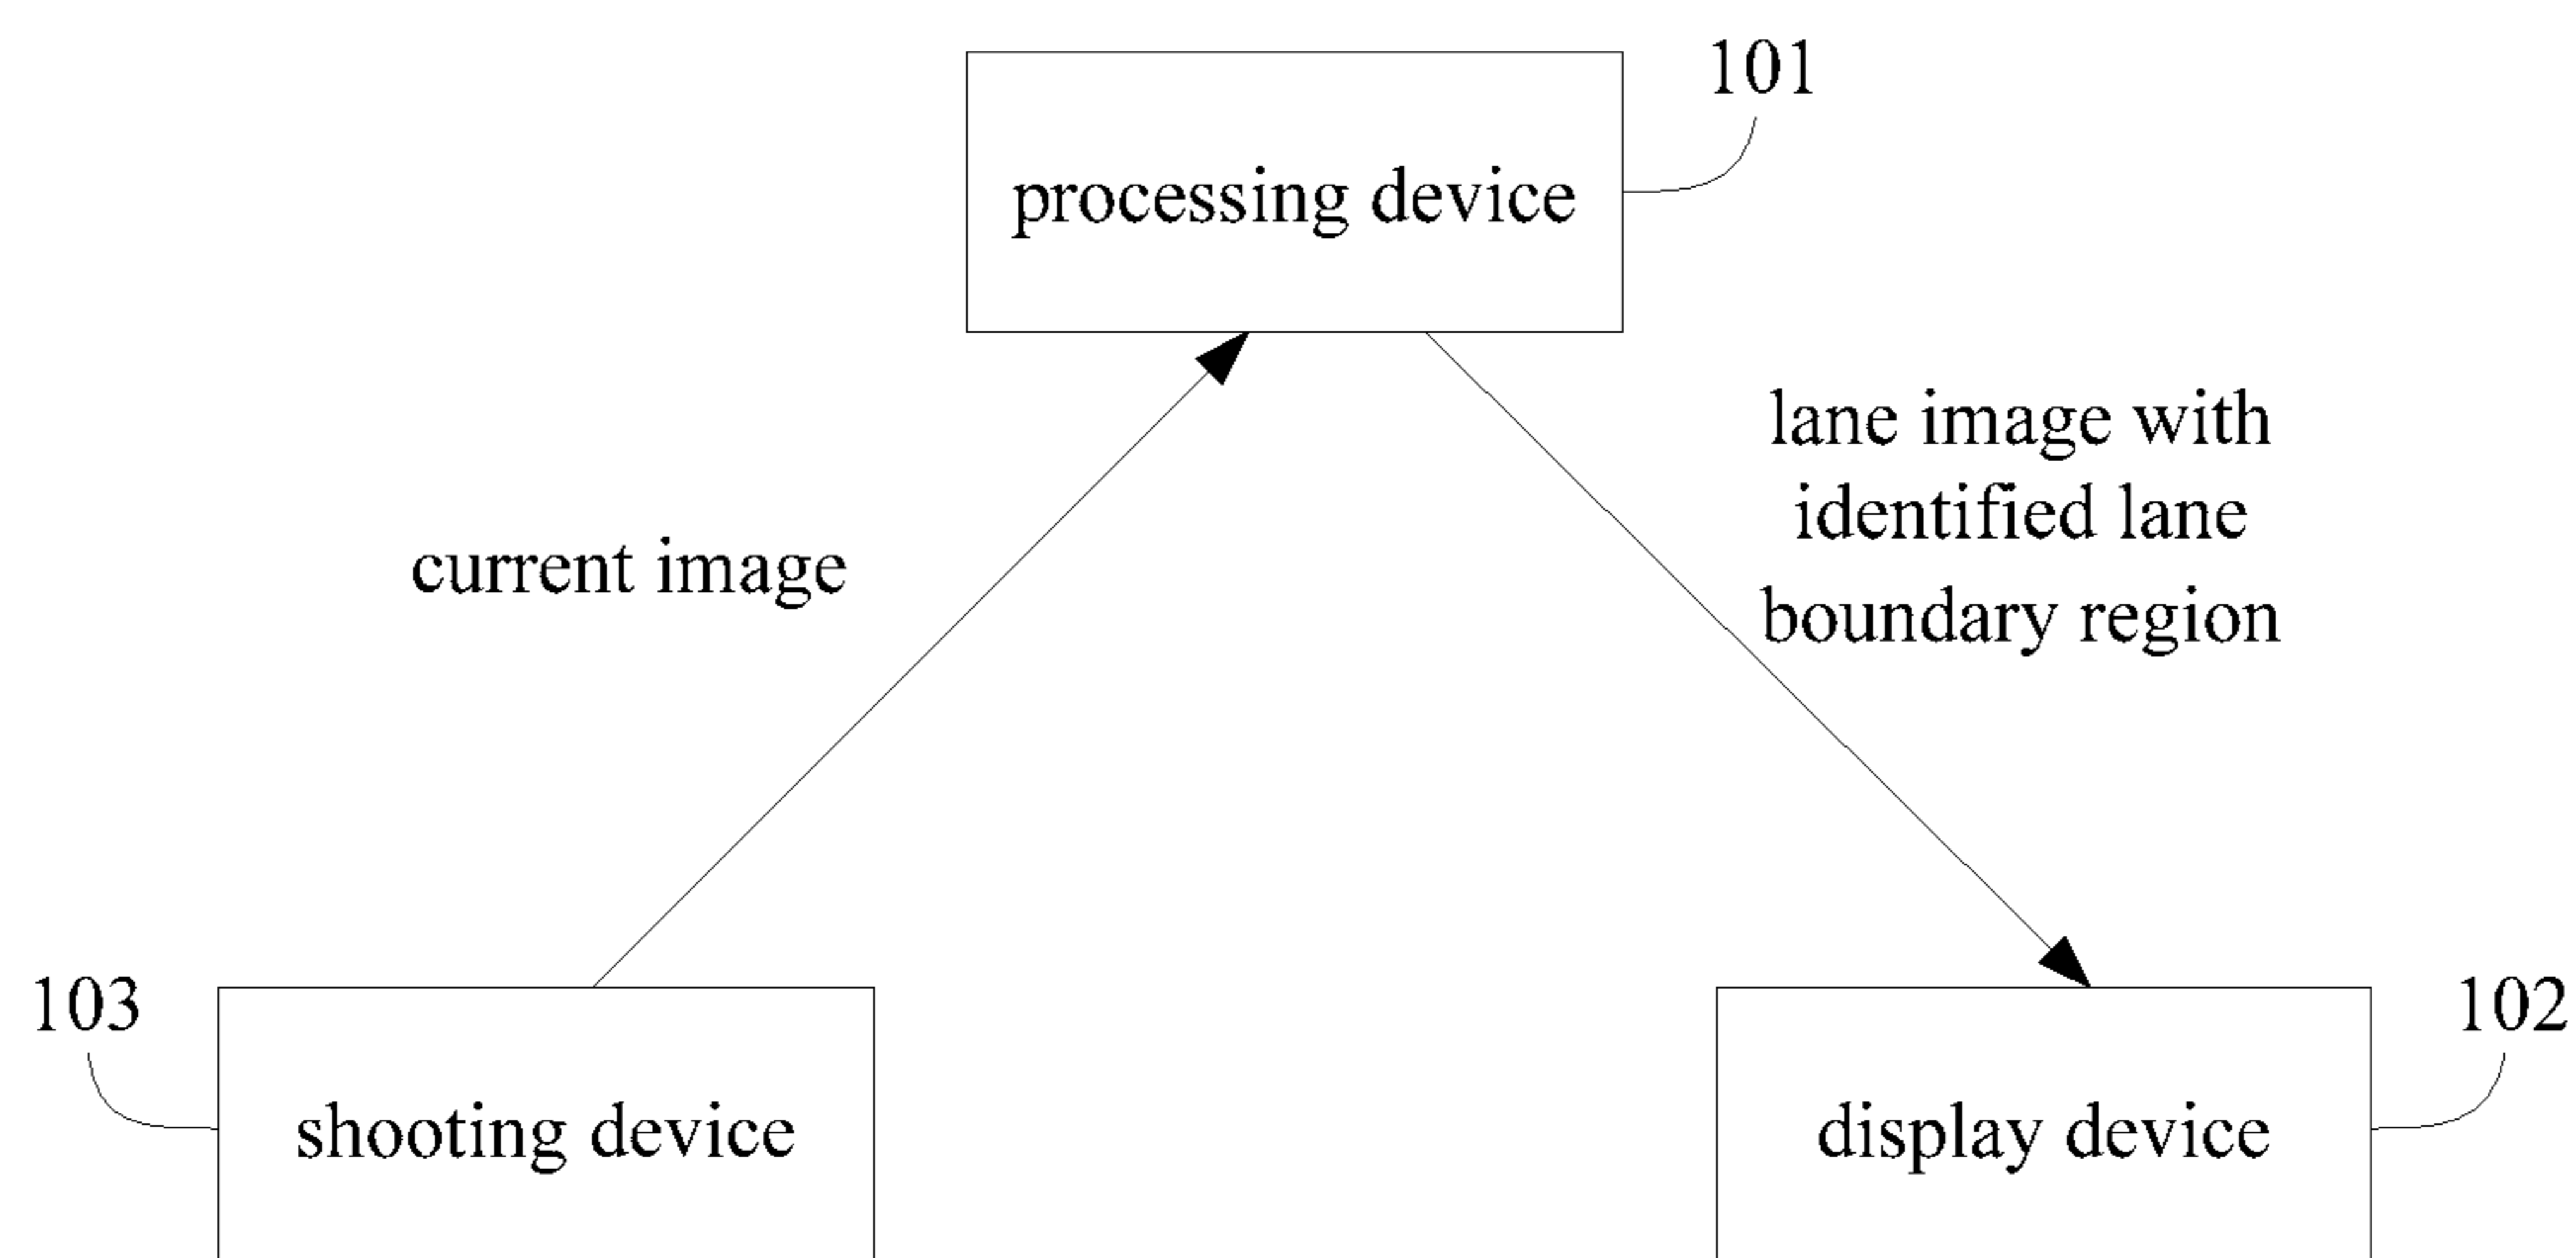 101
processing device
lane image with
identified lane
boundary region
current image
103
102
shooting device
display device